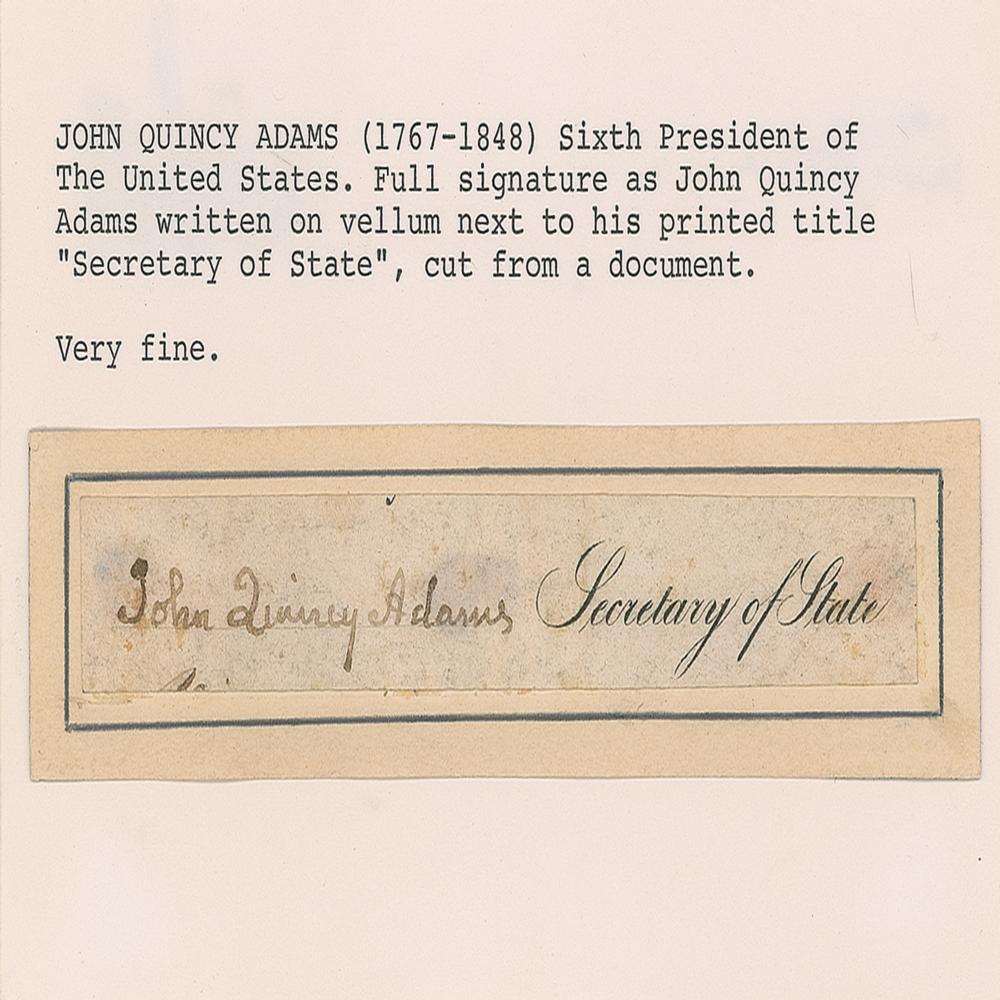 JOHN QUINCY ADAMS (1767-1848) Sixth President of
The United States. Full signature as John Quincy
Adams written on vellum next to his printed title
"Secretary of State", cut from a document.
Very fine.
John Quincy Adams Secretary of State